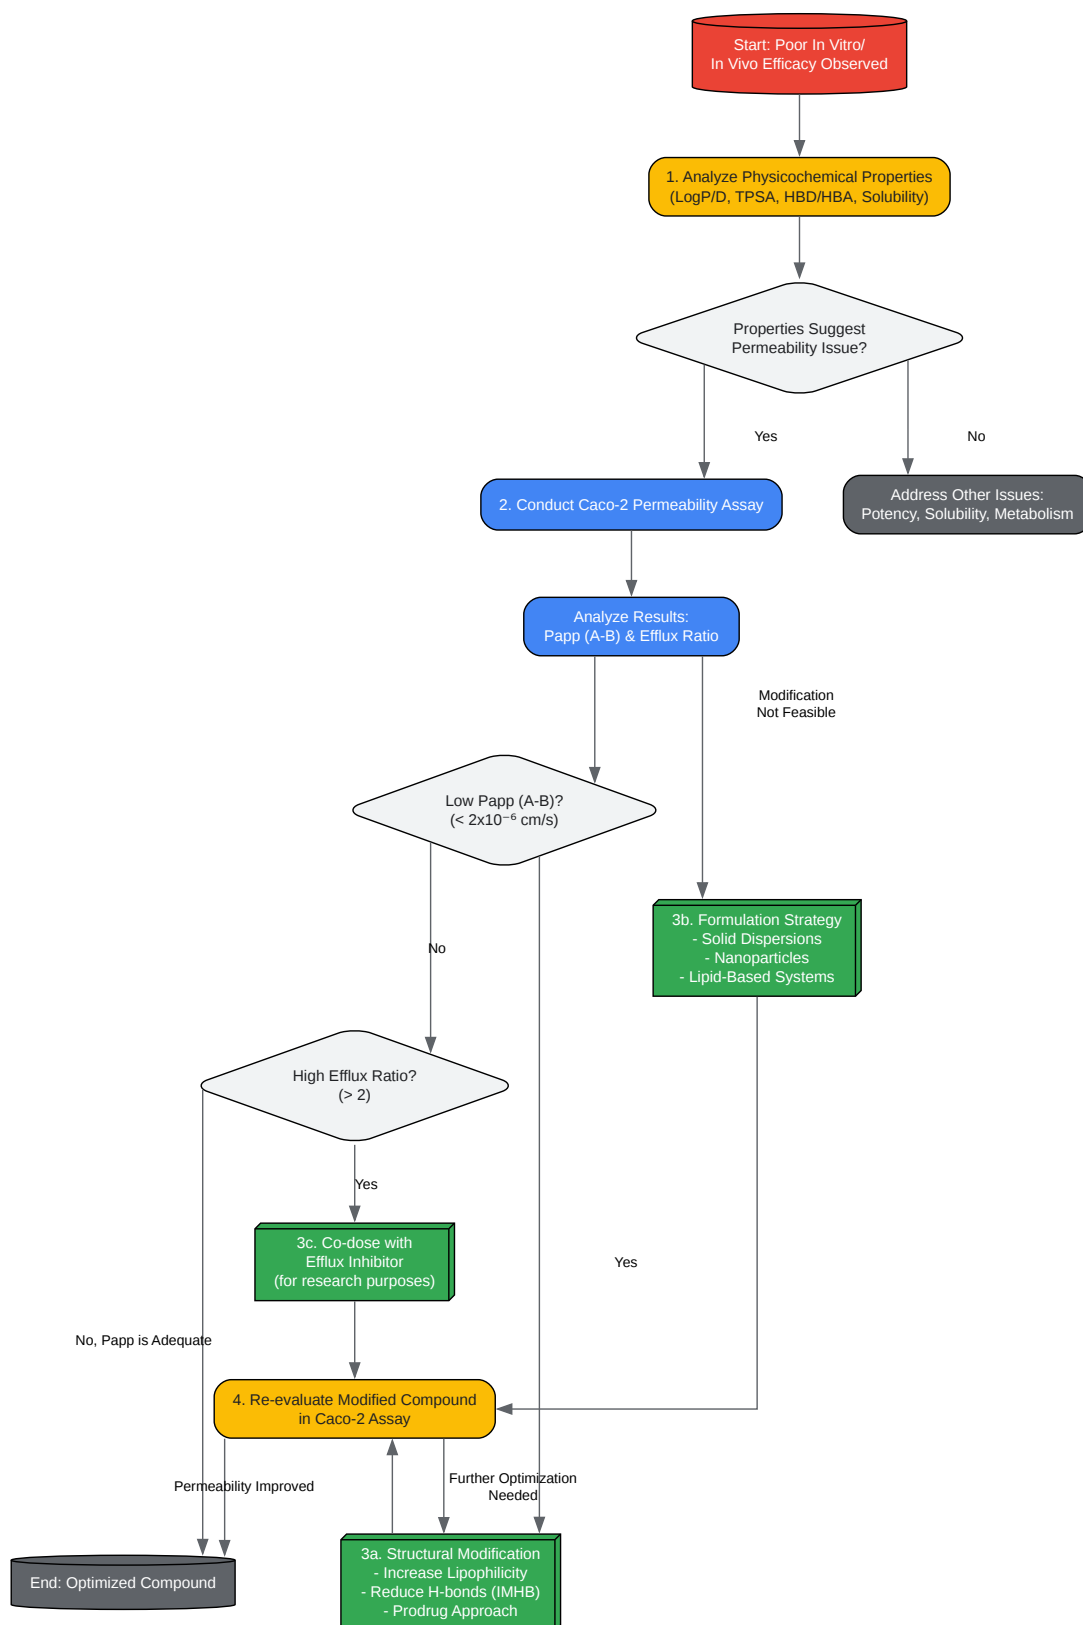 Start: Poor In Vitro/
In Vivo Efficacy Observed
1. Analyze Physicochemical Properties
(LogP/D, TPSA, HBD/HBA, Solubility)
Properties Suggest
Permeability Issue?
Yes
No
2. Conduct Caco-2 Permeability Assay
Address Other Issues:
Potency, Solubility, Metabolism
Analyze Results:
Papp (A-B) & Efflux Ratio
Modification
Not Feasible
Low Papp (A-B)?
(< 2x10⁻⁶ cm/s)
3b. Formulation Strategy
- Solid Dispersions
- Nanoparticles
- Lipid-Based Systems
No
High Efflux Ratio?
(> 2)
Yes
3c. Co-dose with
Efflux Inhibitor
(for research purposes)
Yes
No, Papp is Adequate
4. Re-evaluate Modified Compound
in Caco-2 Assay
Permeability Improved
Further Optimization
Needed
3a. Structural Modification
- Increase Lipophilicity
- Reduce H-bonds (IMHB)
- Prodrug Approach
End: Optimized Compound